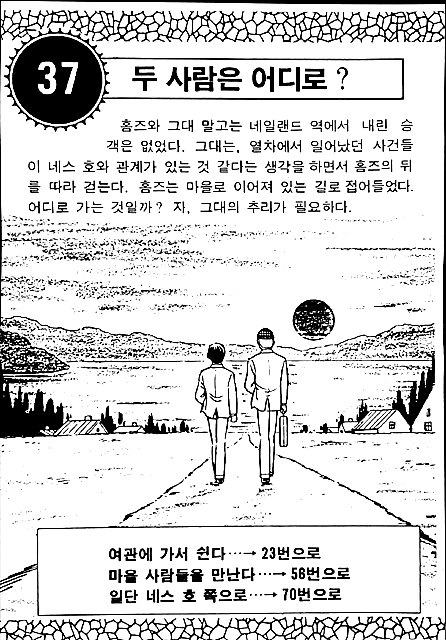 37
두 사람은 어디로 ?
홈즈와 그대 말고는 네일랜드 역에서 내린 승
객은 없었다. 그대는, 열차에서 일어났던 사건들
이 네스 호와 관계가 있는 것 같다는 생각을 하면서 홈즈의 뒤
를 따라 걷는다. 홈즈는 마을로 이어져 있는 길로 접어들었다.
어디로 가는 것일까? 자, 그대의 추리가 필요하다.
여관에 가서 쉰다…→ 23번으로
마을 사람들을 만난다…→ 56번으로
일단 네스 호 쪽으로…→ 70번으로